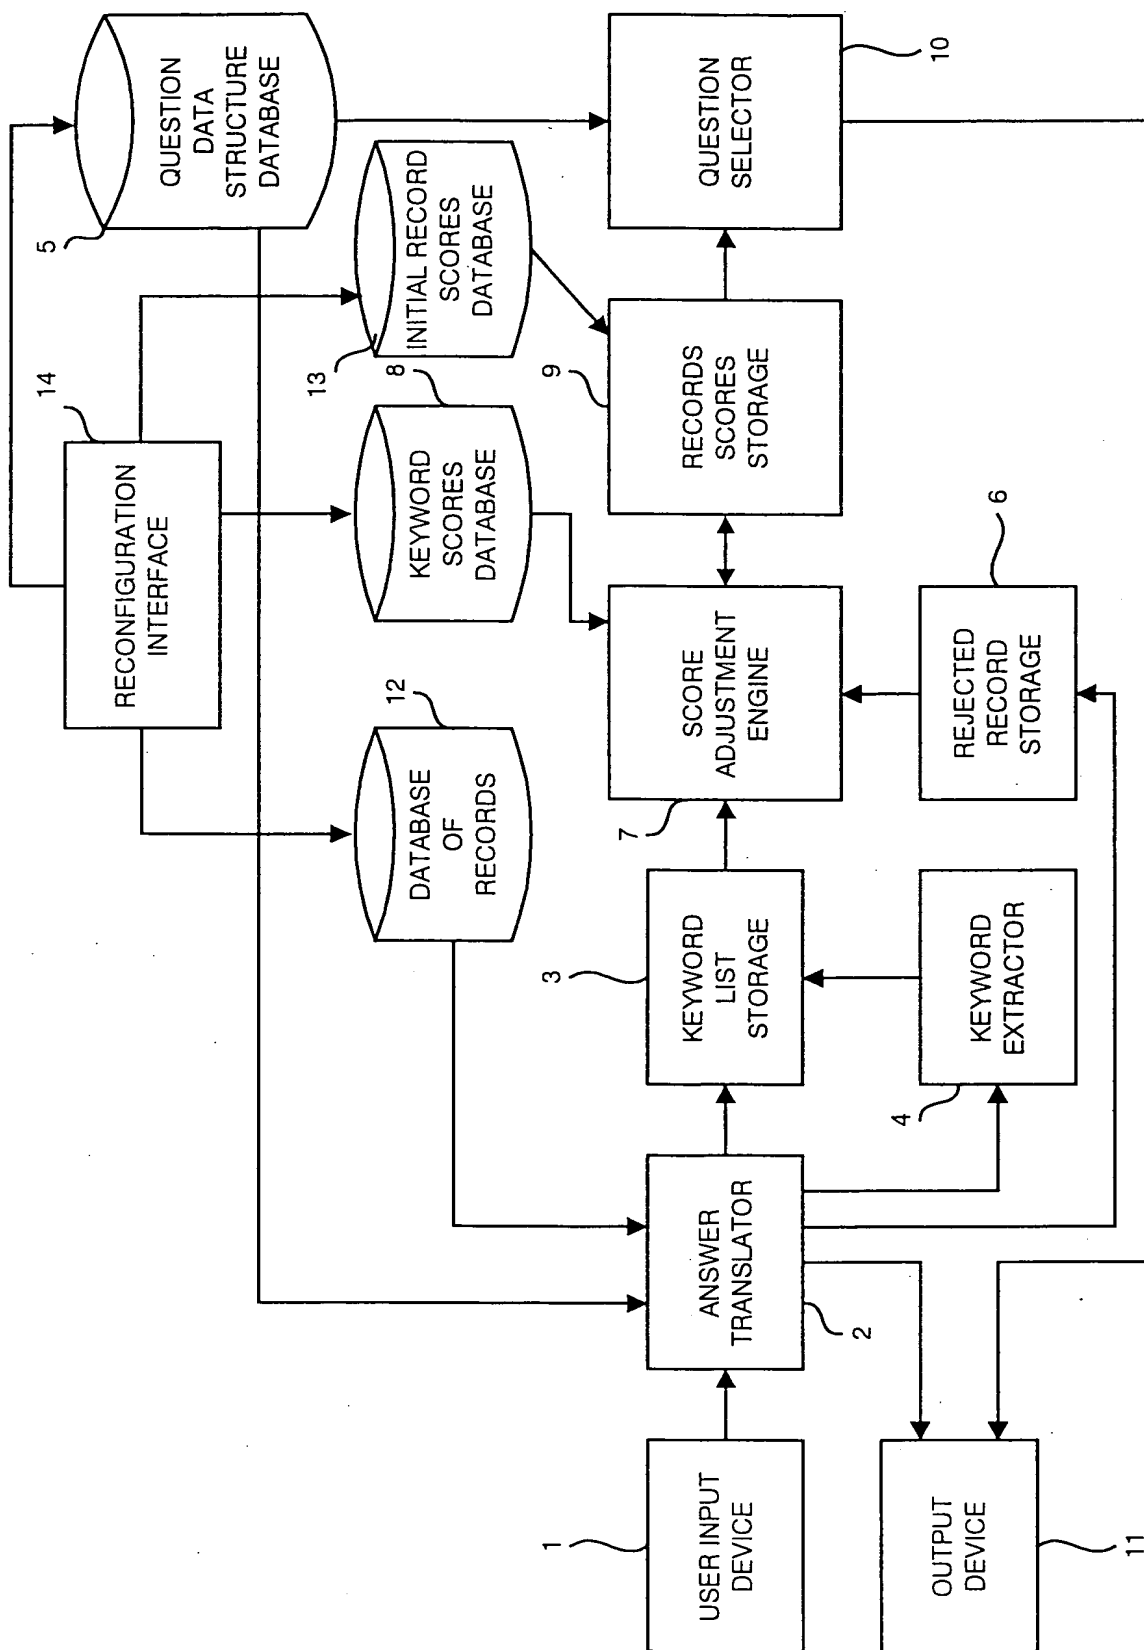 14
RECONFIGURATION
INTERFACE
5
QUESTION
DATA
STRUCTURE
DATABASE
12
DATABASE
OF
RECORDS
8
KEYWORD
SCORES
DATABASE
13
INITIAL RECORD
SCORES
DATABASE
1
USER INPUT
DEVICE
ANSWER
TRANSLATOR
2
3
KEYWORD
LIST
STORAGE
7
SCORE
ADJUSTMENT
ENGINE
9
RECORDS
SCORES
STORAGE
QUESTION
SELECTOR
10
OUTPUT
DEVICE
11
4
KEYWORD
EXTRACTOR
6
REJECTED
RECORD
STORAGE